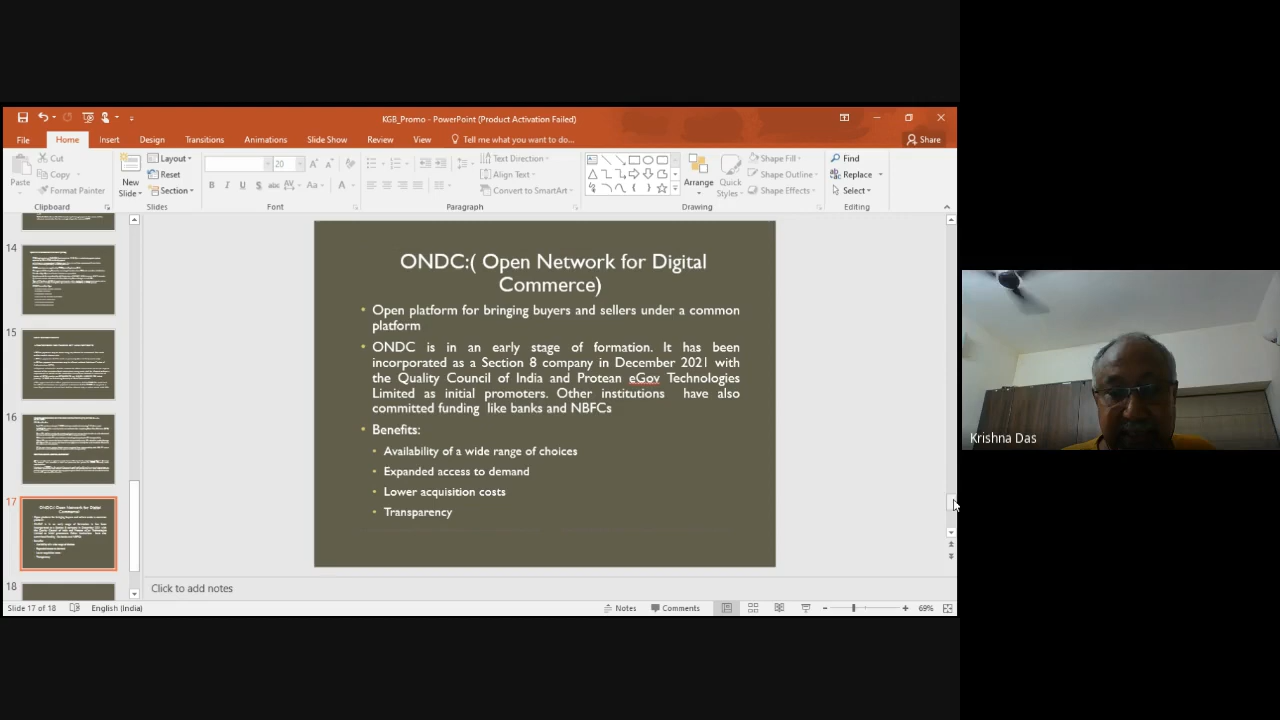 KGB_Promo - PowerPoint (Product Activation Failed)
File Home Insert Design Transitions Animations Slide Show Review View Tell me what you want to do... Share
Paste Cut Copy Format Painter
Clipboard
New Slide Layout Reset Section
Slides
20
B I U S abc AV Aa A
Font
Text Direction
Align Text
Convert to SmartArt
Paragraph
Arrange Quick Styles Shape Fill Shape Outline Shape Effects
Drawing
Find
Replace
Select
Editing
14
15
16
17
18
ONDC:( Open Network for Digital
Commerce)
• Open platform for bringing buyers and sellers under a common
platform
• ONDC is in an early stage of formation. It has been
incorporated as a Section 8 company in December 2021 with
the Quality Council of India and Protean eGov Technologies
Limited as initial promoters. Other institutions have also
committed funding like banks and NBFCs
• Benefits:
• Availability of a wide range of choices
• Expanded access to demand
• Lower acquisition costs
• Transparency
Click to add notes
Slide 17 of 18 English (India) Notes Comments 69%
Krishna Das